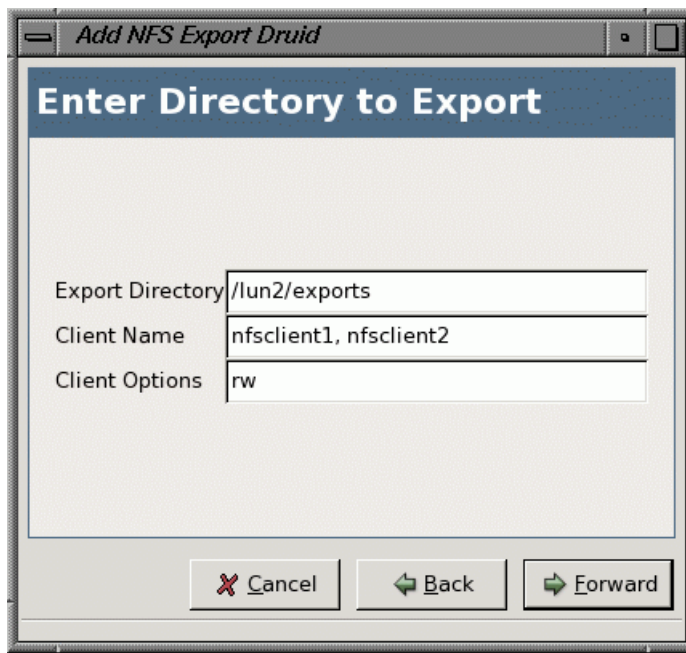 Add NFS Export Druid
Enter Directory to Export
Export Directory /lun2/exports
Client Name nfsclient1, nfsclient2
Client Options rw
Cancel Back Forward